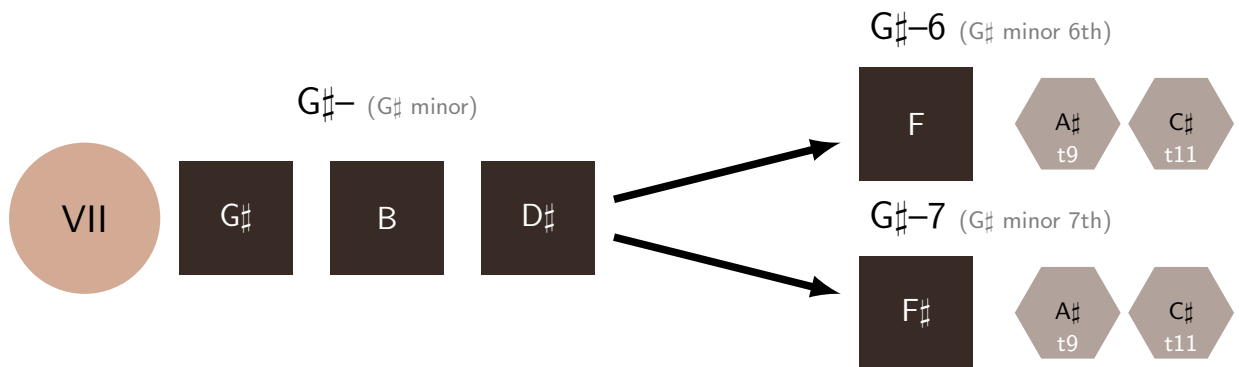 G♯–6 (G♯ minor 6th)
G♯– (G♯ minor)
F
A♯
t9
C♯
t11
VII
G♯
B
D♯
G♯–7 (G♯ minor 7th)
F♯
A♯
t9
C♯
t11